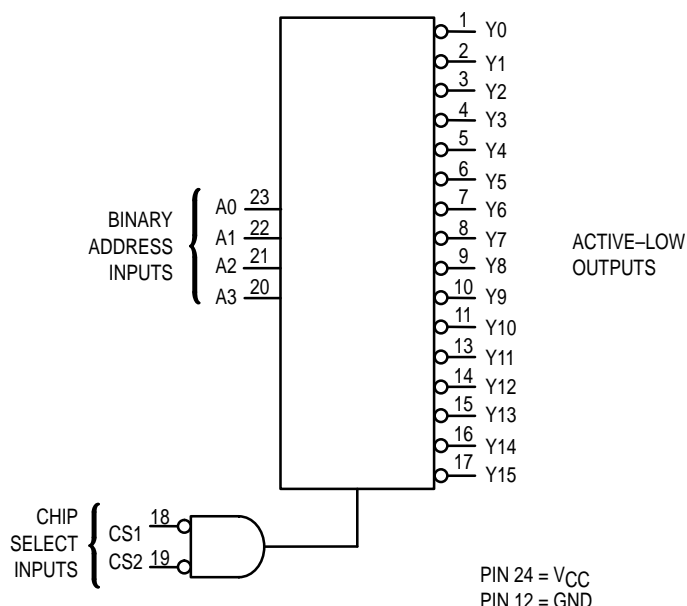 1 Y0
2 Y1
3 Y2
4 Y3
5 Y4
6 Y5
7 Y6
8 Y7
9 Y8
10 Y9
11 Y10
13 Y11
14 Y12
15 Y13
16 Y14
17 Y15
BINARY
ADDRESS
INPUTS
A0 23
A1 22
A2 21
A3 20
ACTIVE–LOW
OUTPUTS
CHIP
SELECT
INPUTS
CS1 18
CS2 19
PIN 24 = VCC
PIN 12 = GND